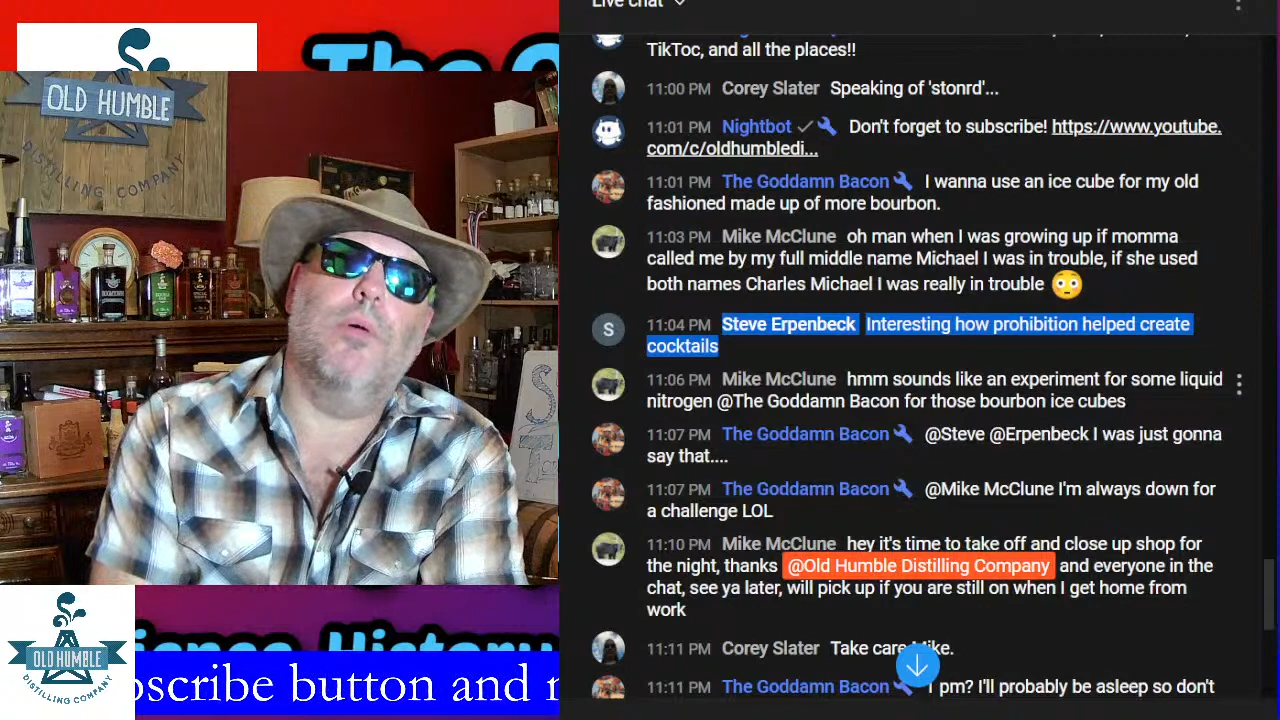 The O
OLD HUMBLE
DISTILLING COMPANY
OLD HUMBLE
DISTILLING COMPANY
History
bscribe button and
Live chat
TikToc, and all the places!!
11:00 PM Corey Slater Speaking of 'stonrd'...
11:01 PM Nightbot Don't forget to subscribe! https://www.youtube.
com/c/oldhumbledi...
11:01 PM The Goddamn Bacon I wanna use an ice cube for my old
fashioned made up of more bourbon.
11:03 PM Mike McClune oh man when I was growing up if momma
called me by my full middle name Michael I was in trouble, if she used
both names Charles Michael I was really in trouble 😳
S
11:04 PM Steve Erpenbeck Interesting how prohibition helped create
cocktails
11:06 PM Mike McClune hmm sounds like an experiment for some liquid
nitrogen @The Goddamn Bacon for those bourbon ice cubes
11:07 PM The Goddamn Bacon @Steve @Erpenbeck I was just gonna
say that....
11:07 PM The Goddamn Bacon @Mike McClune I'm always down for
a challenge LOL
11:10 PM Mike McClune hey it's time to take off and close up shop for
the night, thanks @Old Humble Distilling Company and everyone in the
chat, see ya later, will pick up if you are still on when I get home from
work
11:11 PM Corey Slater Take care Mike.
11:11 PM The Goddamn Bacon 1 pm? I'll probably be asleep so don't